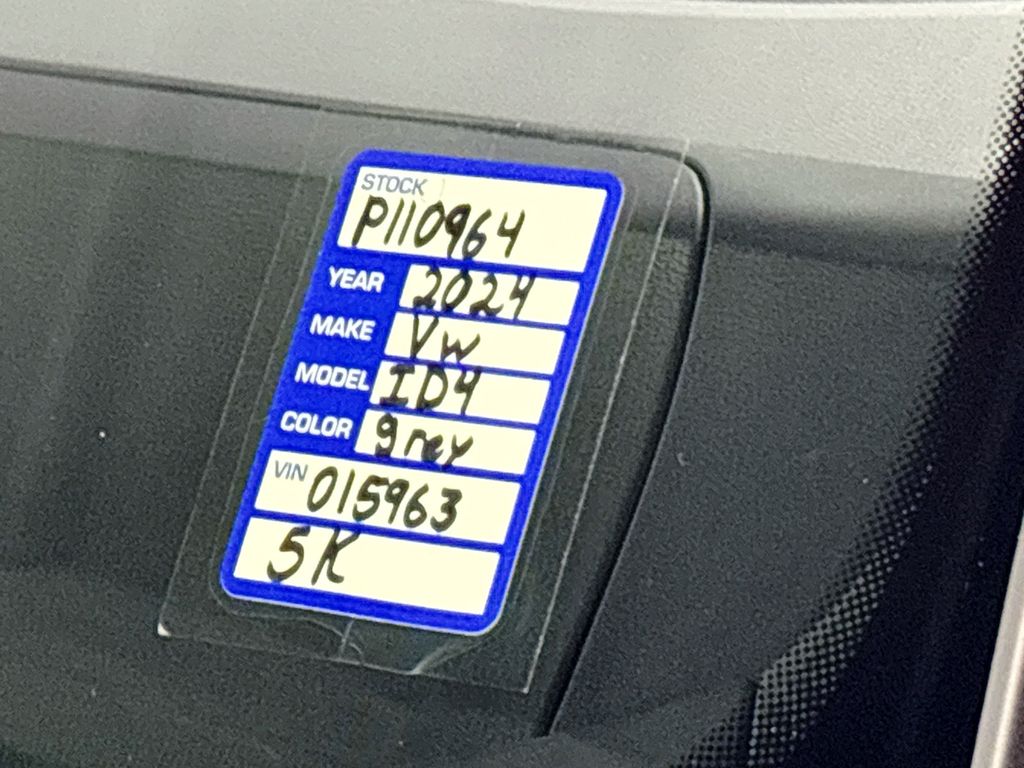 STOCK
P110964
YEAR 2024
MAKE VW
MODEL ID4
COLOR grey
VIN 015963
5K